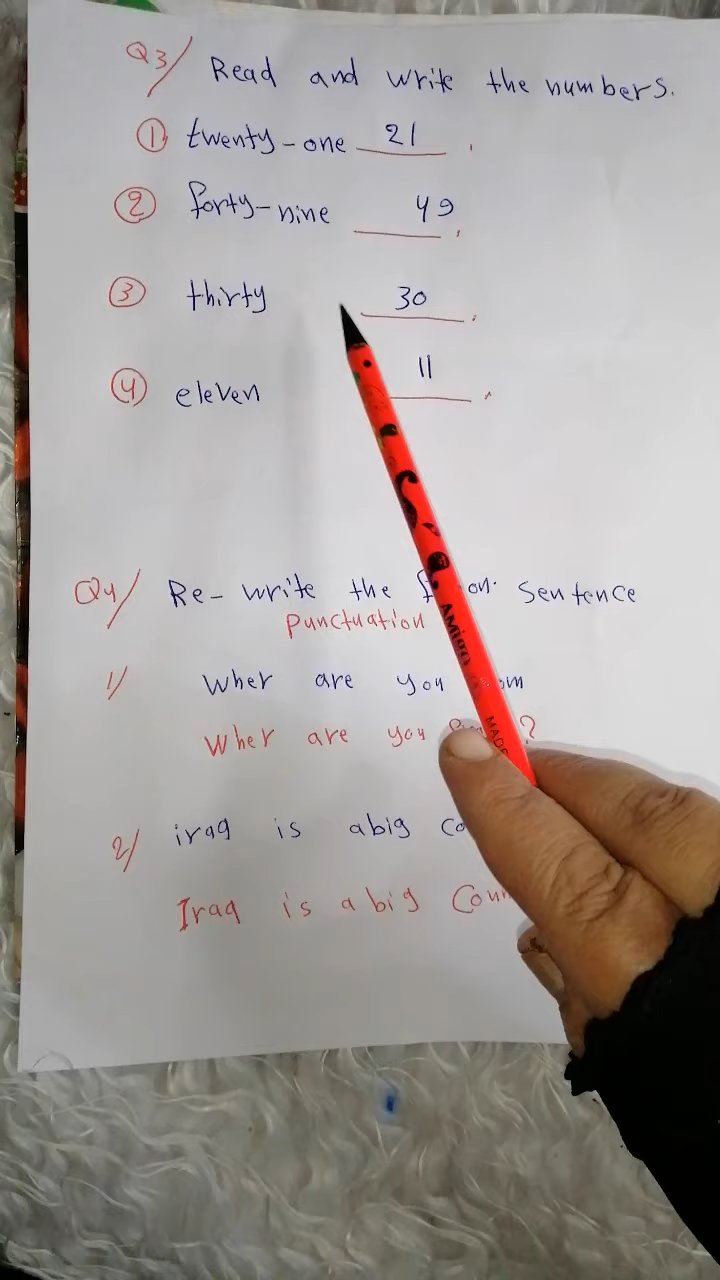 Q3/ Read and write the numbers.
① twenty-one 21 .
② forty-nine 49 .
③ thirty 30 .
④ eleven 11 .
Q4/ Re-write the sentence
Punctuation
1/ Wher are you
Wher are you ?
2/ iraq is abig
Iraq is a big
AMIGO
MADE